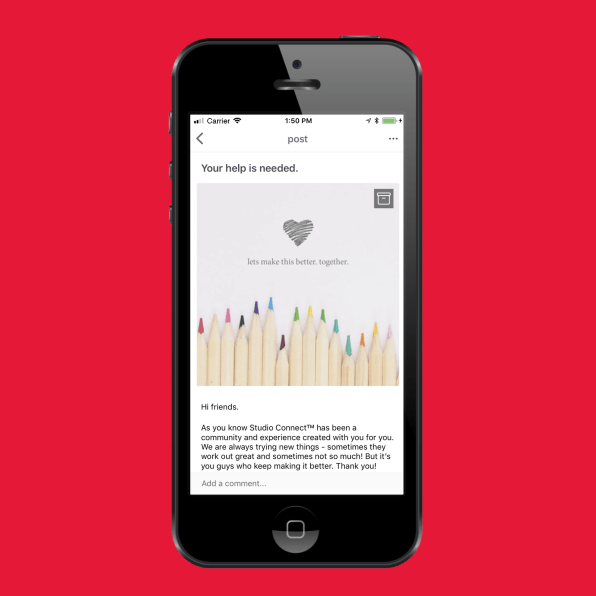 Carrier 1:50 PM
post
Your help is needed.
lets make this better. together.
Hi friends.
As you know Studio Connect™ has been a
community and experience created with you for you.
We are always trying new things - sometimes they
work out great and sometimes not so much! But it's
you guys who keep making it better. Thank you!
Add a comment...